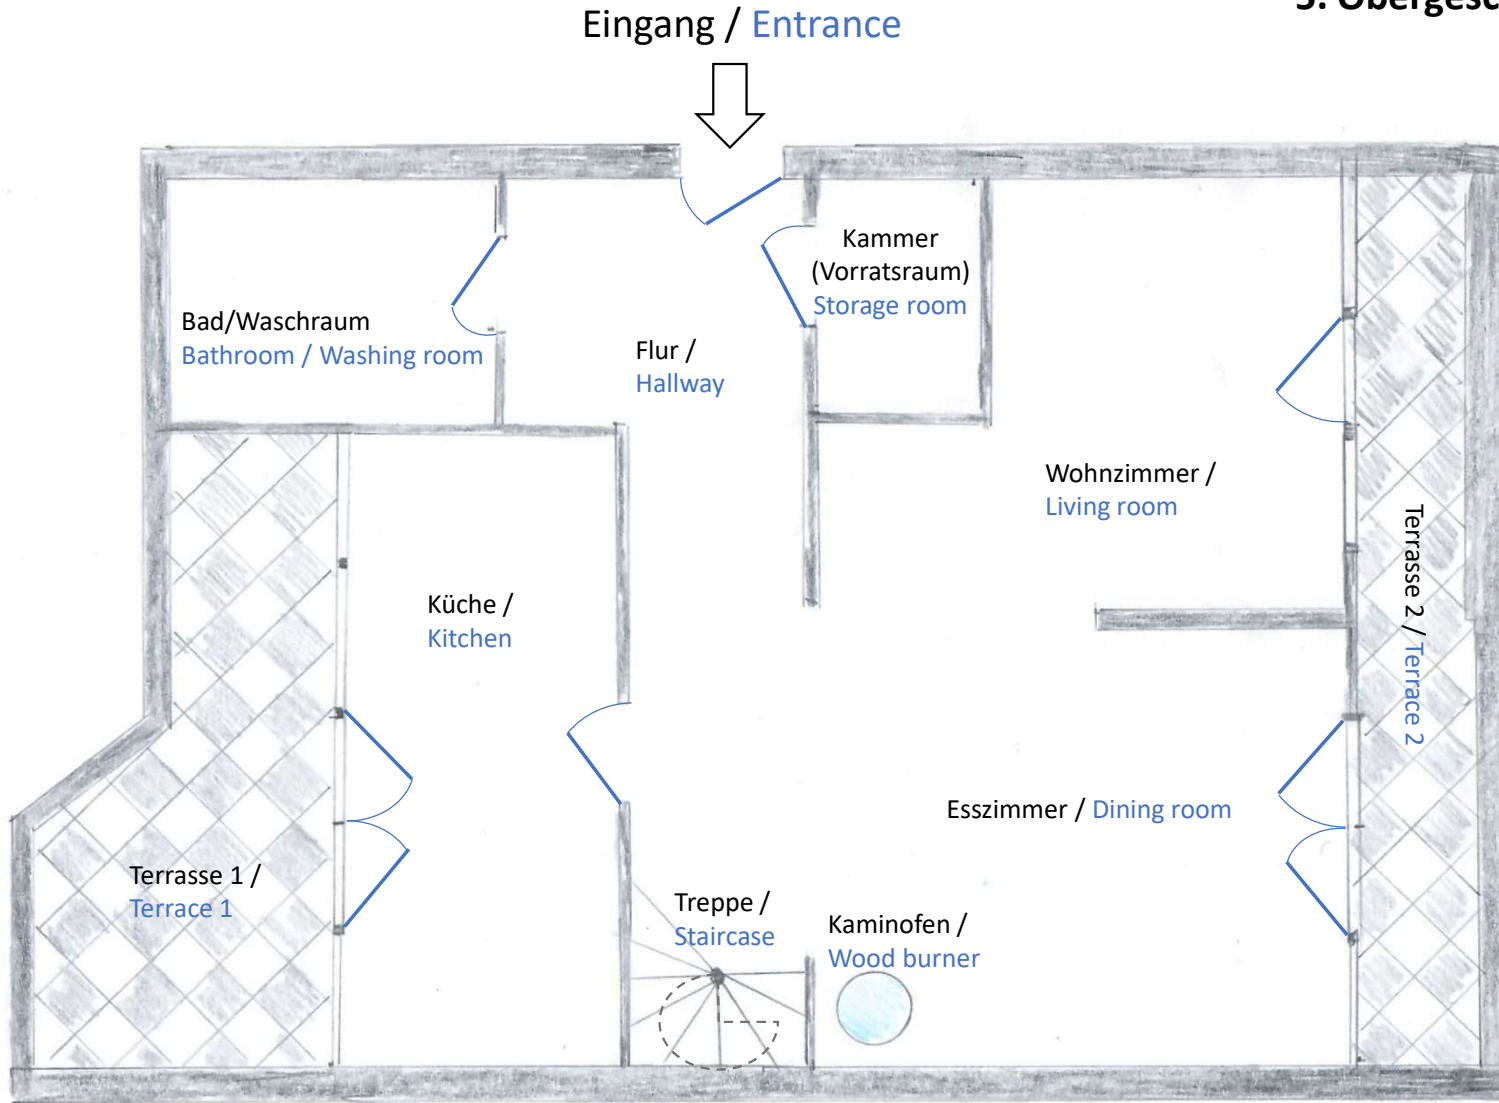 Eingang / Entrance
Kammer
(Vorratsraum)
Storage room
Bad/Waschraum
Bathroom / Washing room
Flur /
Hallway
Wohnzimmer /
Living room
Terrasse 2 / Terrace 2
Küche /
Kitchen
Esszimmer / Dining room
Terrasse 1 /
Terrace 1
Treppe /
Staircase
Kaminofen /
Wood burner